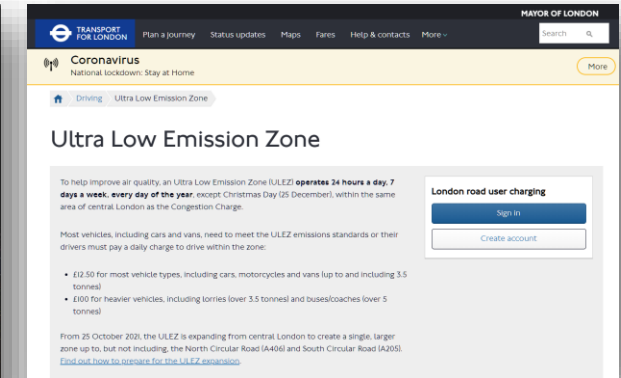 MAYOR OF LONDON
TRANSPORT
FOR LONDON
Plan a journey Status updates Maps Fares Help & contacts More Search
Coronavirus
National lockdown: Stay at Home
More
Driving Ultra Low Emission Zone
Ultra Low Emission Zone
To help improve air quality, an Ultra Low Emission Zone (ULEZ) operates 24 hours a day, 7
days a week, every day of the year, except Christmas Day (25 December), within the same
area of central London as the Congestion Charge.
Most vehicles, including cars and vans, need to meet the ULEZ emissions standards or their
drivers must pay a daily charge to drive within the zone:
• £12.50 for most vehicle types, including cars, motorcycles and vans (up to and including 3.5
tonnes)
• £100 for heavier vehicles, including lorries (over 3.5 tonnes) and buses/coaches (over 5
tonnes)
From 25 October 2021, the ULEZ is expanding from central London to create a single, larger
zone up to, but not including, the North Circular Road (A406) and South Circular Road (A205).
Find out how to prepare for the ULEZ expansion.
London road user charging
Sign in
Create account